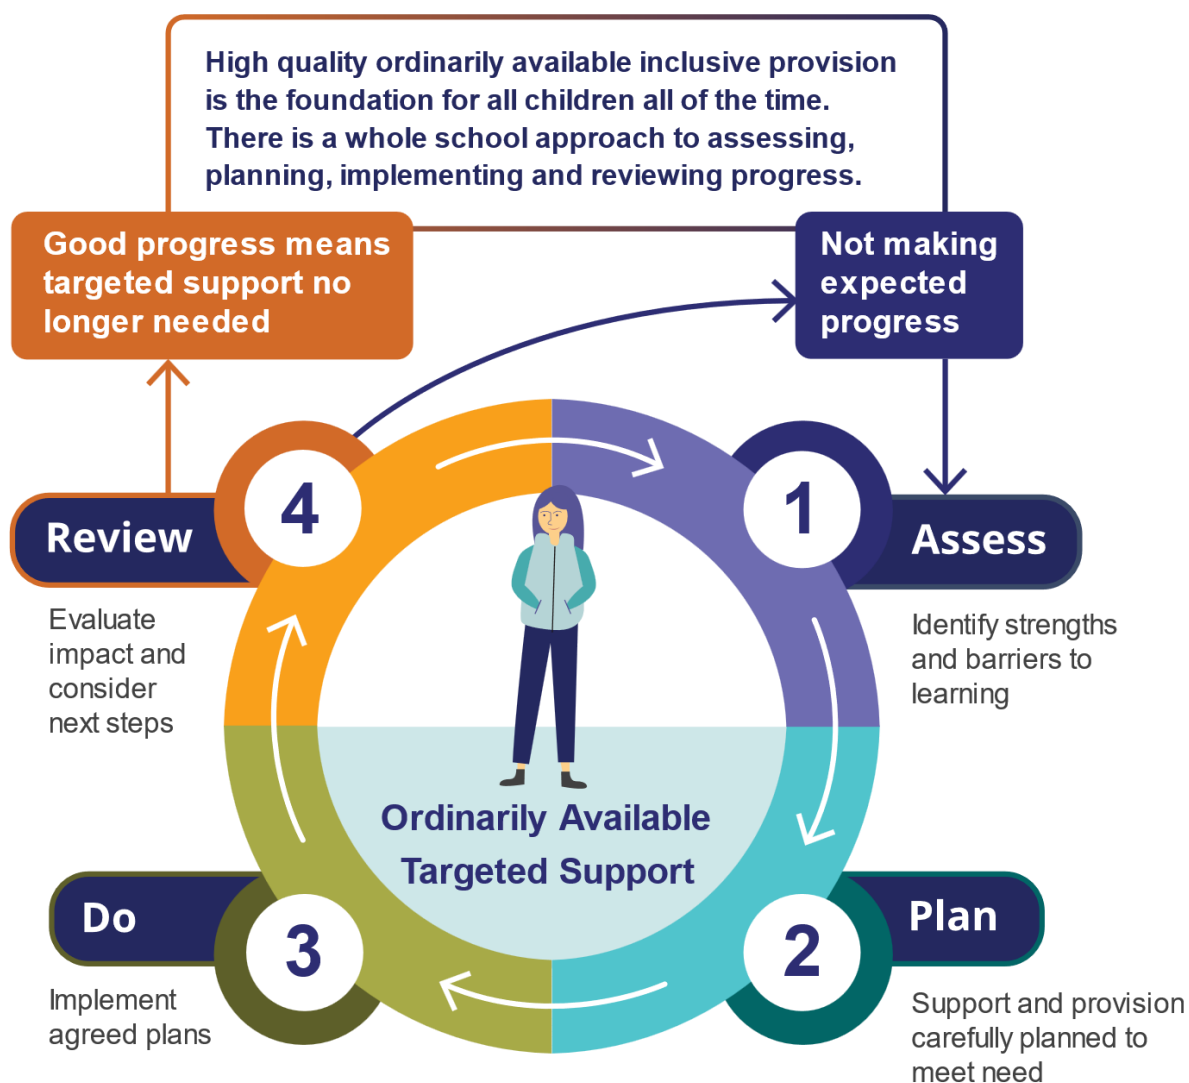 High quality ordinarily available inclusive provision
is the foundation for all children all of the time.
There is a whole school approach to assessing,
planning, implementing and reviewing progress.
Good progress means
targeted support no
longer needed
Not making
expected
progress
1
Assess
Identify strengths
and barriers to
learning
2
Plan
Support and provision
carefully planned to
meet need
3
Do
Implement
agreed plans
4
Review
Evaluate
impact and
consider
next steps
Ordinarily Available
Targeted Support